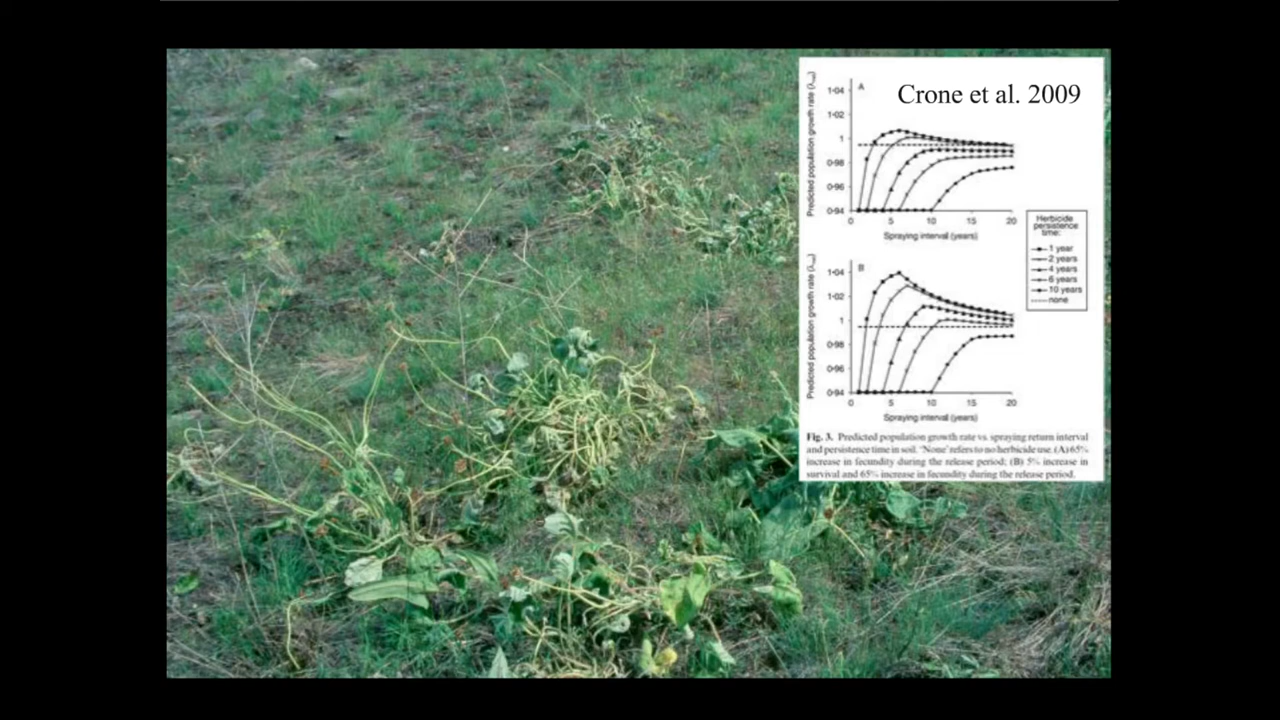 Crone et al. 2009
A
Predicted population growth rate (λ
1·04
1·02
1
0·98
0·96
0·94
0 5 10 15 20
Spraying interval (years)
Herbicide
persistence
time:
1 year
2 years
4 years
6 years
10 years
none
B
Predicted population growth rate (λ
1·04
1·02
1
0·98
0·96
0·94
0 5 10 15 20
Spraying interval (years)
Fig. 3. Predicted population growth rate vs. spraying return interval
and persistence time in soil. 'None' refers to no herbicide use. (A) 65%
increase in fecundity during the release period; (B) 5% increase in
survival and 65% increase in fecundity during the release period.